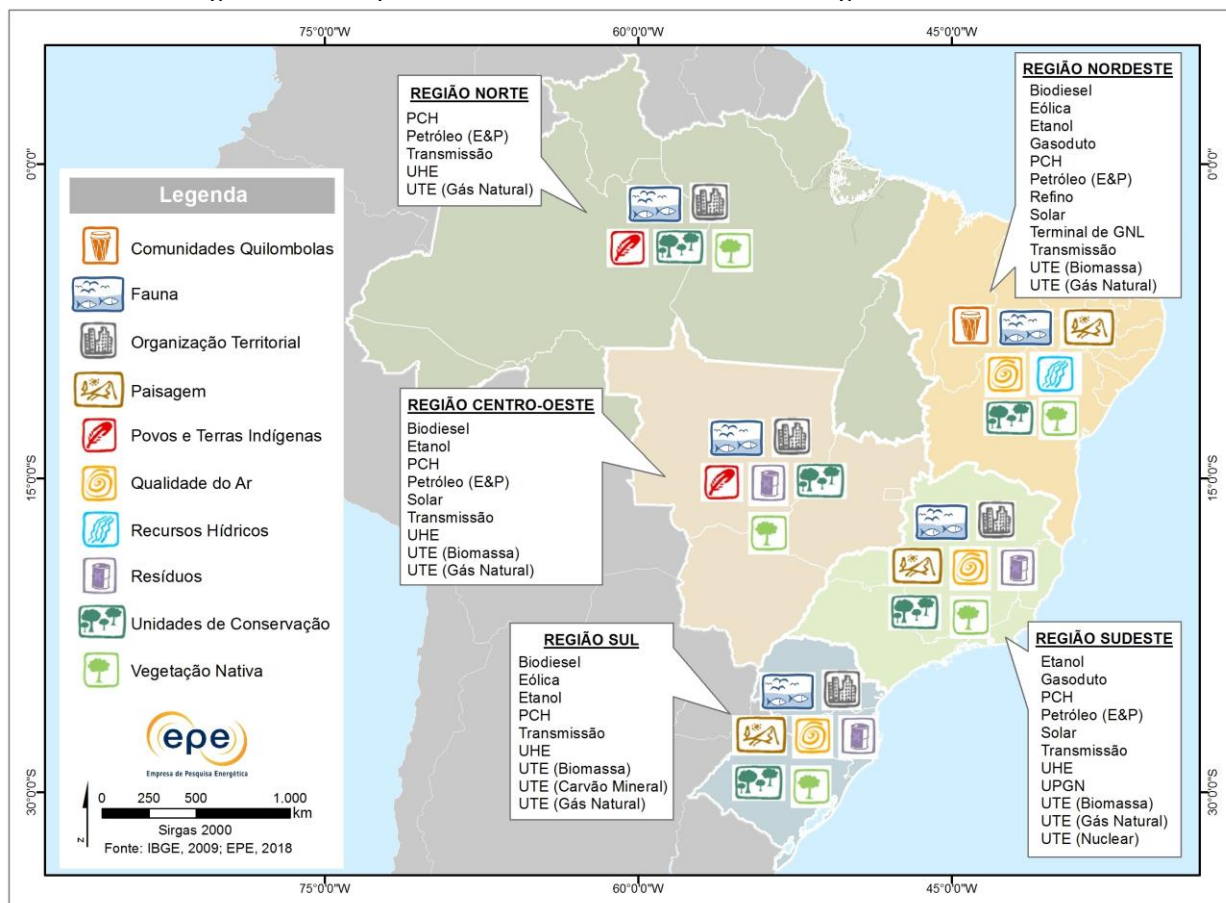 75°0'0"W
60°0'0"W
45°0'0"W
REGIÃO NORTE
PCH
Petróleo (E&P)
Transmissão
UHE
UTE (Gás Natural)
REGIÃO NORDESTE
Biodiesel
Eólica
Etanol
Gasoduto
PCH
Petróleo (E&P)
Refino
Solar
Terminal de GNL
Transmissão
UTE (Biomassa)
UTE (Gás Natural)
0°0'0"
0°0'0"
Legenda
Comunidades Quilombolas
Fauna
Organização Territorial
Paisagem
Povos e Terras Indígenas
Qualidade do Ar
Recursos Hídricos
Resíduos
Unidades de Conservação
Vegetação Nativa
REGIÃO CENTRO-OESTE
Biodiesel
Etanol
PCH
Petróleo (E&P)
Solar
Transmissão
UHE
UTE (Biomassa)
UTE (Gás Natural)
15°0'0"S
15°0'0"S
REGIÃO SUL
Biodiesel
Eólica
Etanol
PCH
Transmissão
UHE
UTE (Biomassa)
UTE (Carvão Mineral)
UTE (Gás Natural)
REGIÃO SUDESTE
Etanol
Gasoduto
PCH
Petróleo (E&P)
Solar
Transmissão
UHE
UPGN
UTE (Biomassa)
UTE (Gás Natural)
UTE (Nuclear)
epe
Empresa de Pesquisa Energética
0 250 500 1.000
km
Sirgas 2000
Fonte: IBGE, 2009; EPE, 2018
z
30°0'0"S
30°0'0"S
75°0'0"W
60°0'0"W
45°0'0"W